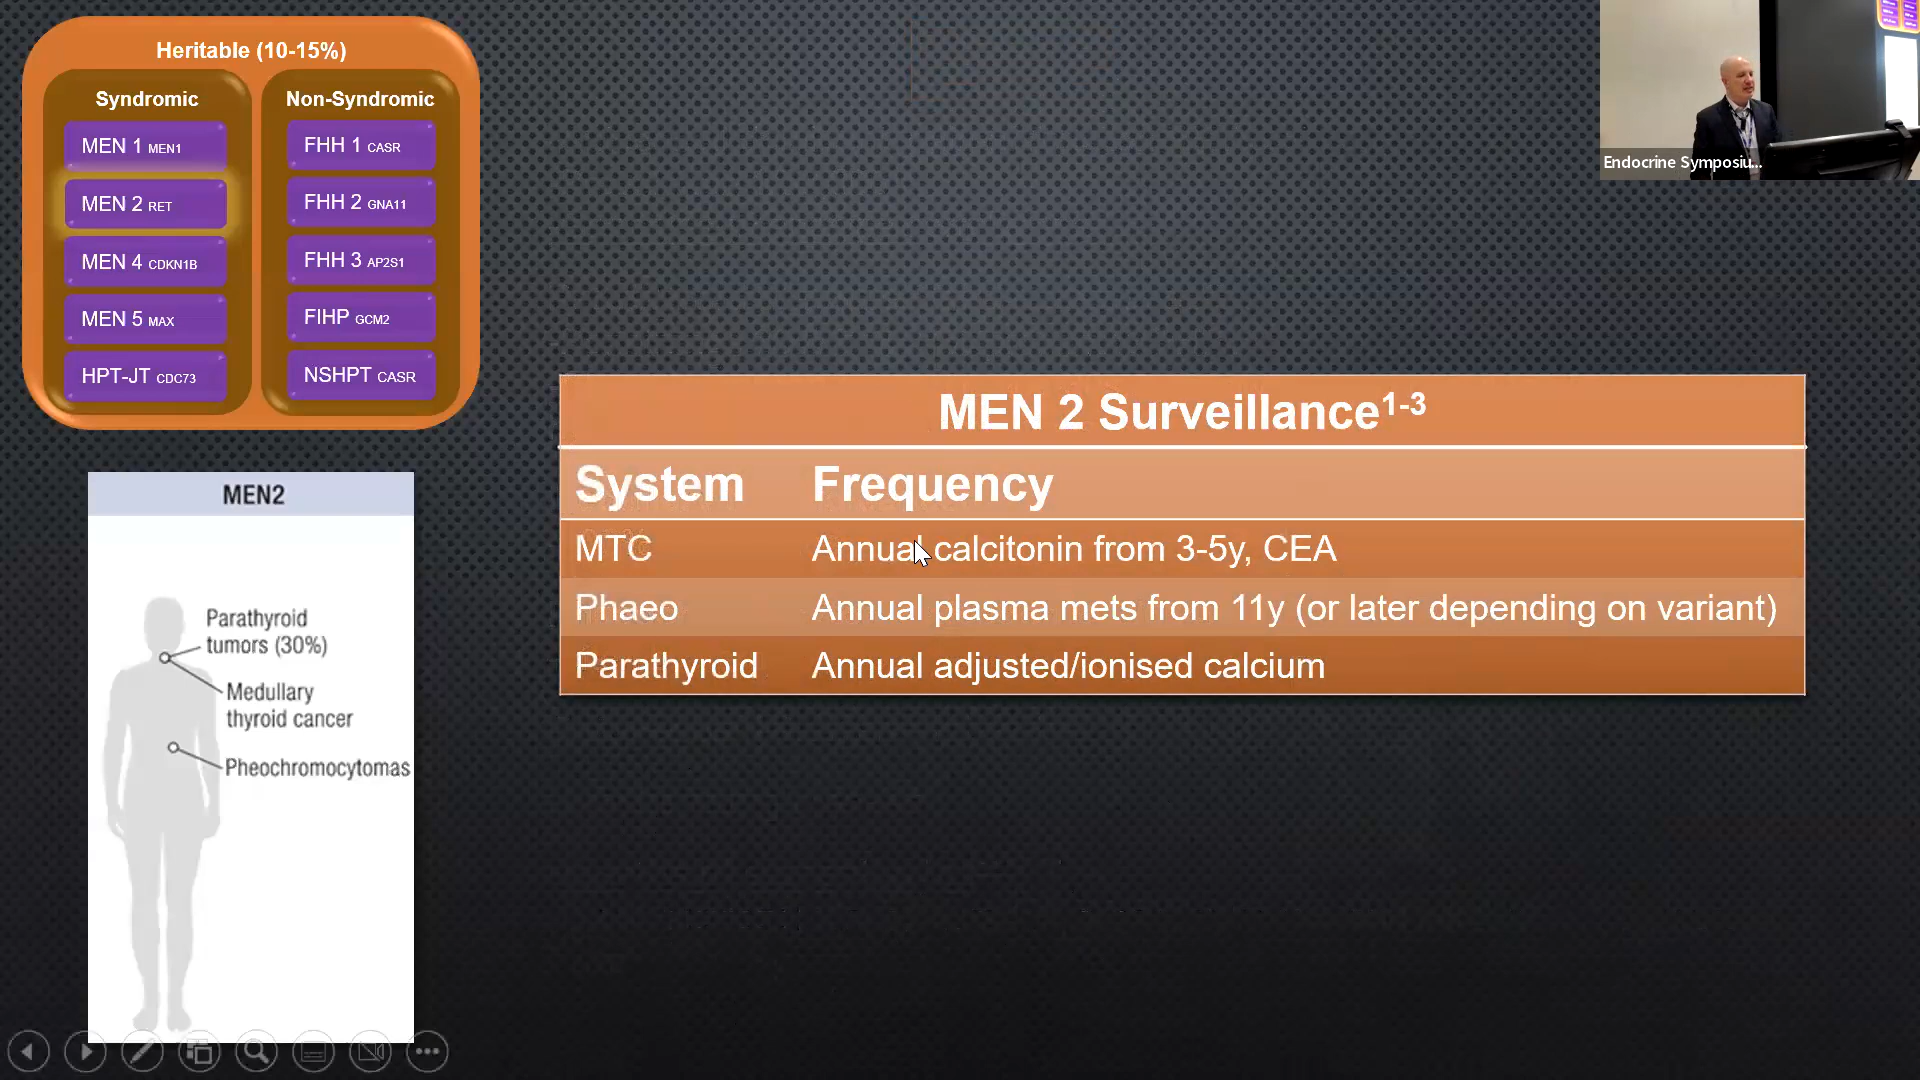 Heritable (10-15%)
Syndromic
MEN 1 MEN1
MEN 2 RET
MEN 4 CDKN1B
MEN 5 MAX
HPT-JT CDC73
Non-Syndromic
FHH 1 CASR
FHH 2 GNA11
FHH 3 AP2S1
FIHP GCM2
NSHPT CASR
Endocrine Symposiu...
MEN 2 Surveillance1-3
System Frequency
MTC Annual calcitonin from 3-5y, CEA
Phaeo Annual plasma mets from 11y (or later depending on variant)
Parathyroid Annual adjusted/ionised calcium
MEN2
Parathyroid
tumors (30%)
Medullary
thyroid cancer
Pheochromocytomas